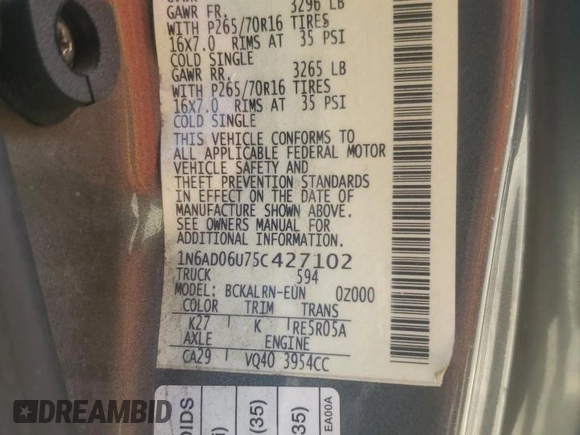 GAWR FR. 3296 LB
WITH P265/70R16 TIRES
16X7.0 RIMS AT 35 PSI
COLD SINGLE
GAWR RR. 3265 LB
WITH P265/70R16 TIRES
16X7.0 RIMS AT 35 PSI
COLD SINGLE
THIS VEHICLE CONFORMS TO
ALL APPLICABLE FEDERAL MOTOR
VEHICLE SAFETY AND
THEFT PREVENTION STANDARDS
IN EFFECT ON THE DATE OF
MANUFACTURE SHOWN ABOVE.
SEE OWNERS MANUAL FOR
ADDITIONAL INFORMATION.
1N6AD06U75C427102
TRUCK 594
MODEL: BCKALRN-EUN 0Z000
COLOR TRIM TRANS
K27 K RE5R05A
AXLE ENGINE
CA29 VQ40 3954CC
(35)
35)
EA00A
DREAMBID